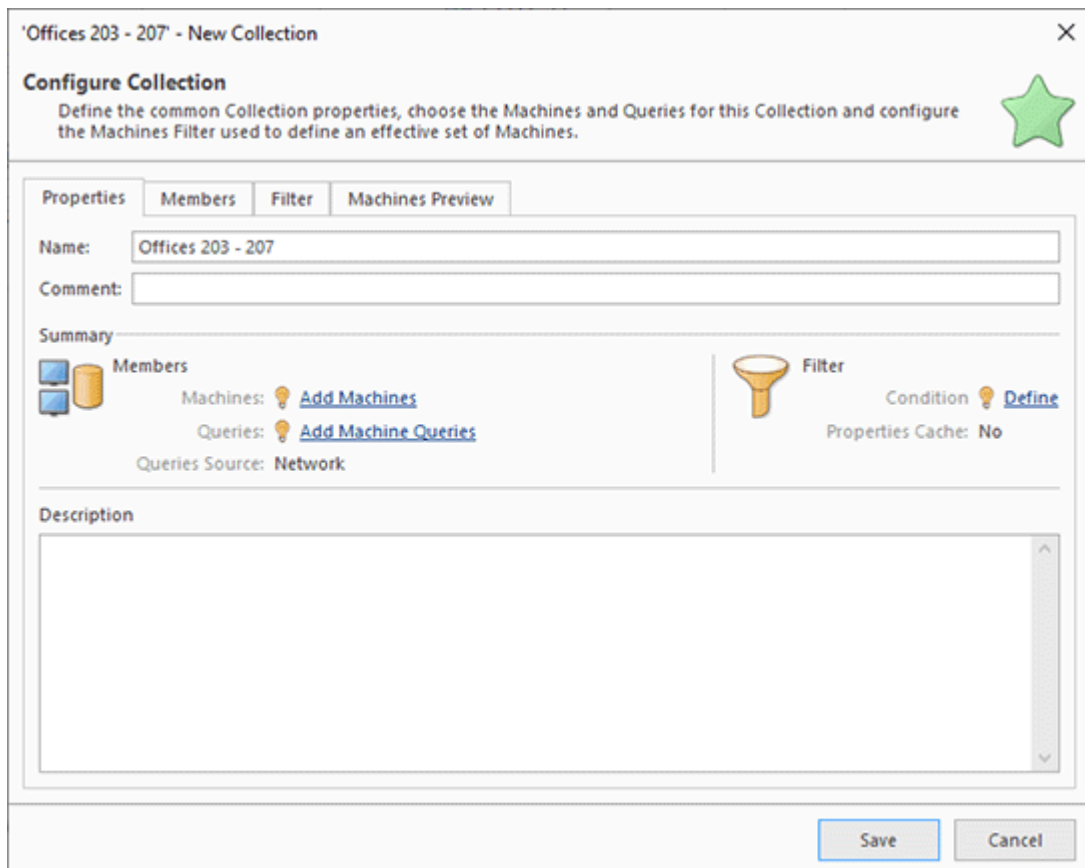 'Offices 203 - 207' - New Collection
Configure Collection
Define the common Collection properties, choose the Machines and Queries for this Collection and configure
the Machines Filter used to define an effective set of Machines.
Properties Members Filter Machines Preview
Name: Offices 203 - 207
Comment:
Summary
Members
Machines: Add Machines
Queries: Add Machine Queries
Queries Source: Network
Filter
Condition Define
Properties Cache: No
Description
Save Cancel